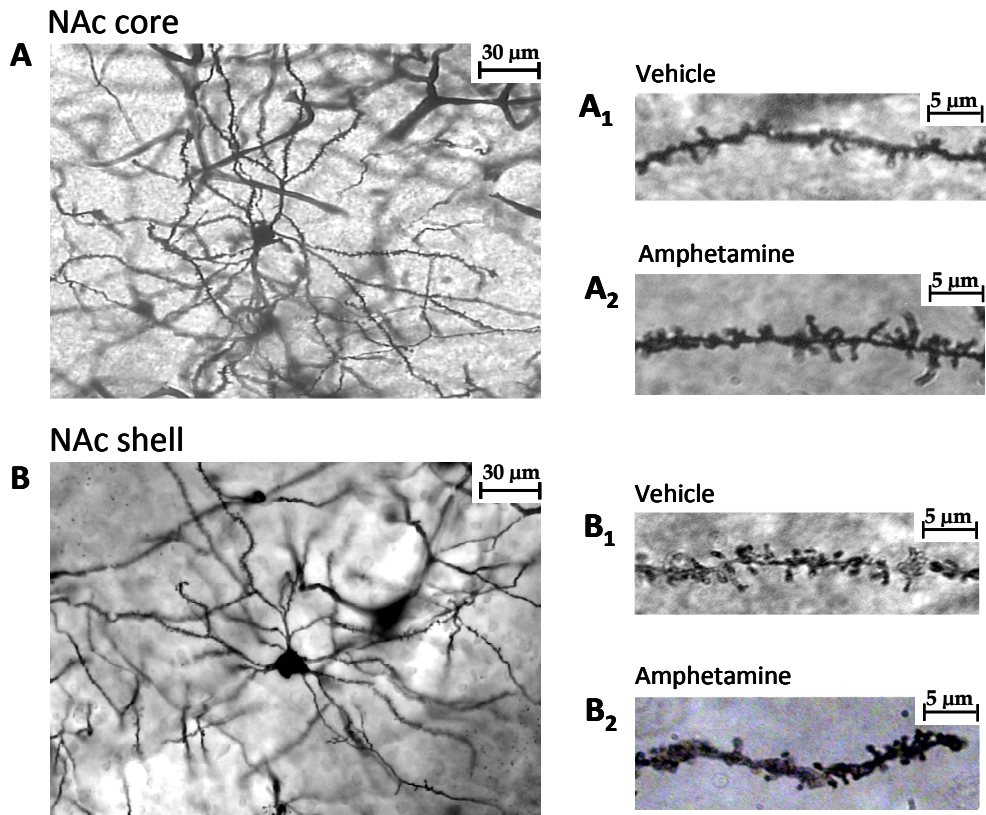 NAc core
A
30 μm
Vehicle
A1
5 μm
Amphetamine
A2
5 μm
NAc shell
B
30 μm
Vehicle
B1
5 μm
Amphetamine
B2
5 μm